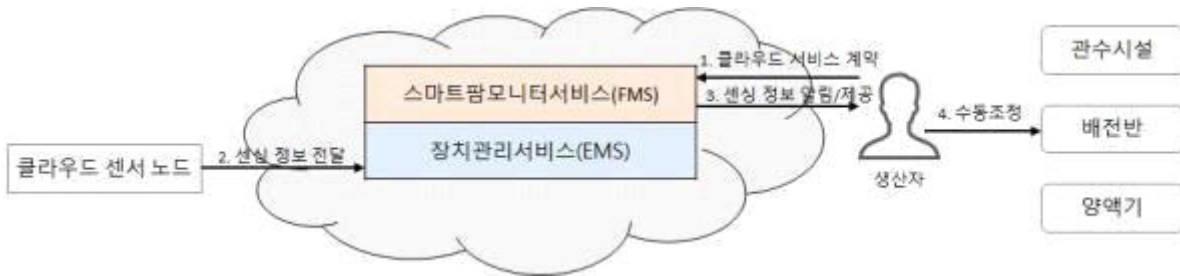 관수시설
1. 클라우드 서비스 계약
스마트팜모니터서비스(FMS)
3. 센싱 정보 알림/제공
4. 수동조정
배전반
장치관리서비스(EMS)
2. 센싱 정보 전달
클라우드 센서 노드
생산자
양액기